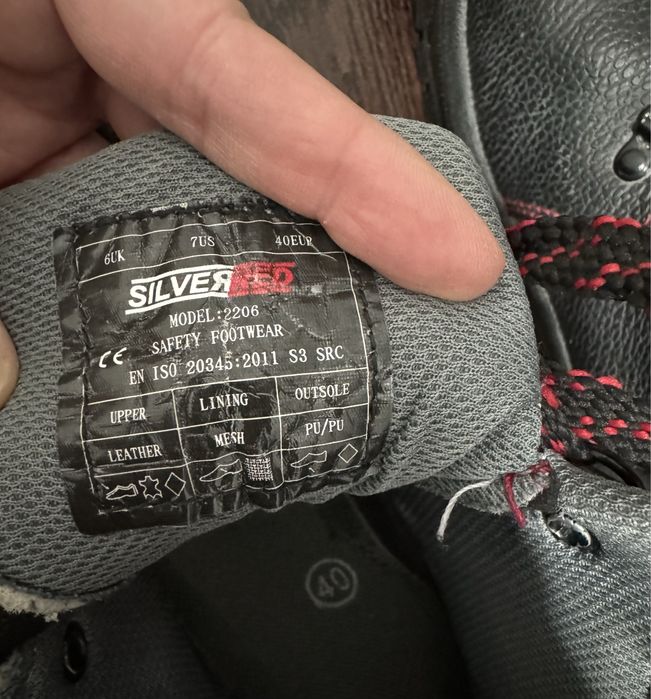 6UK 7US 40EUR
SILVERRED
MODEL:2206
SAFETY FOOTWEAR
CE EN ISO 20345:2011 S3 SRC
UPPER LINING OUTSOLE
LEATHER MESH PU/PU
40